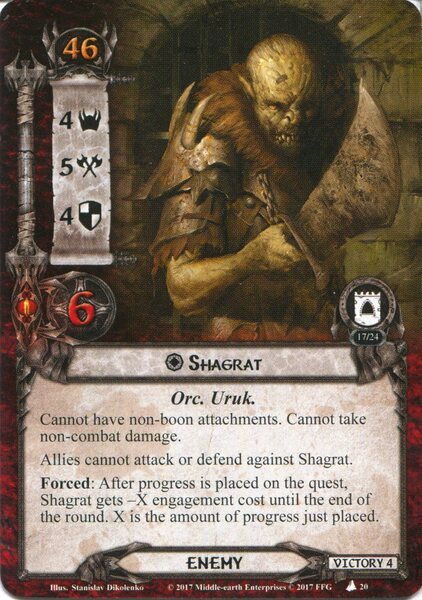 46
4
5
4
6
17/24
SHAGRAT
Orc. Uruk.
Cannot have non-boon attachments. Cannot take
non-combat damage.
Allies cannot attack or defend against Shagrat.
Forced: After progress is placed on the quest,
Shagrat gets –X engagement cost until the end of
the round. X is the amount of progress just placed.
ENEMY
VICTORY 4
Illus. Stanislav Dikolenko
© 2017 Middle-earth Enterprises © 2017 FFG
20